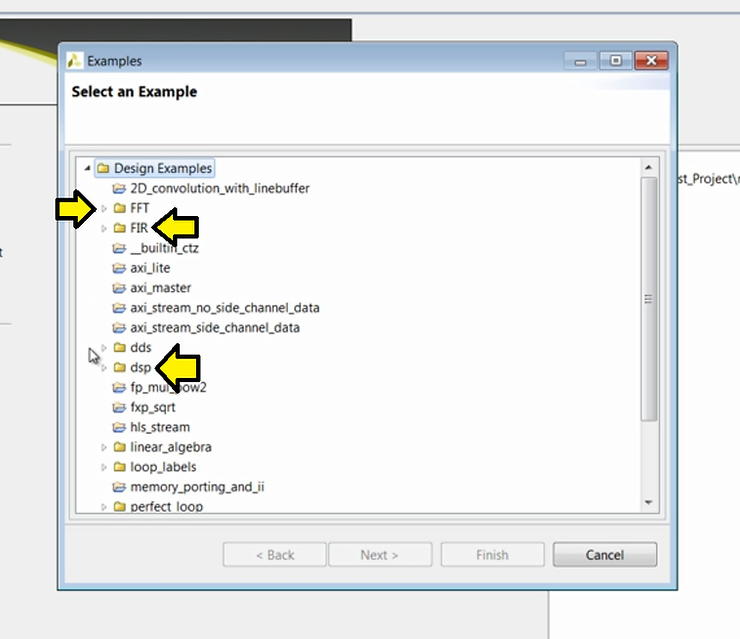 Examples
Select an Example
Design Examples
2D_convolution_with_linebuffer
FFT
FIR
__builtin_ctz
axi_lite
axi_master
axi_stream_no_side_channel_data
axi_stream_side_channel_data
dds
dsp
fp_mul_pow2
fxp_sqrt
hls_stream
linear_algebra
loop_labels
memory_porting_and_ii
perfect_loop
st_Project\
t
< Back
Next >
Finish
Cancel